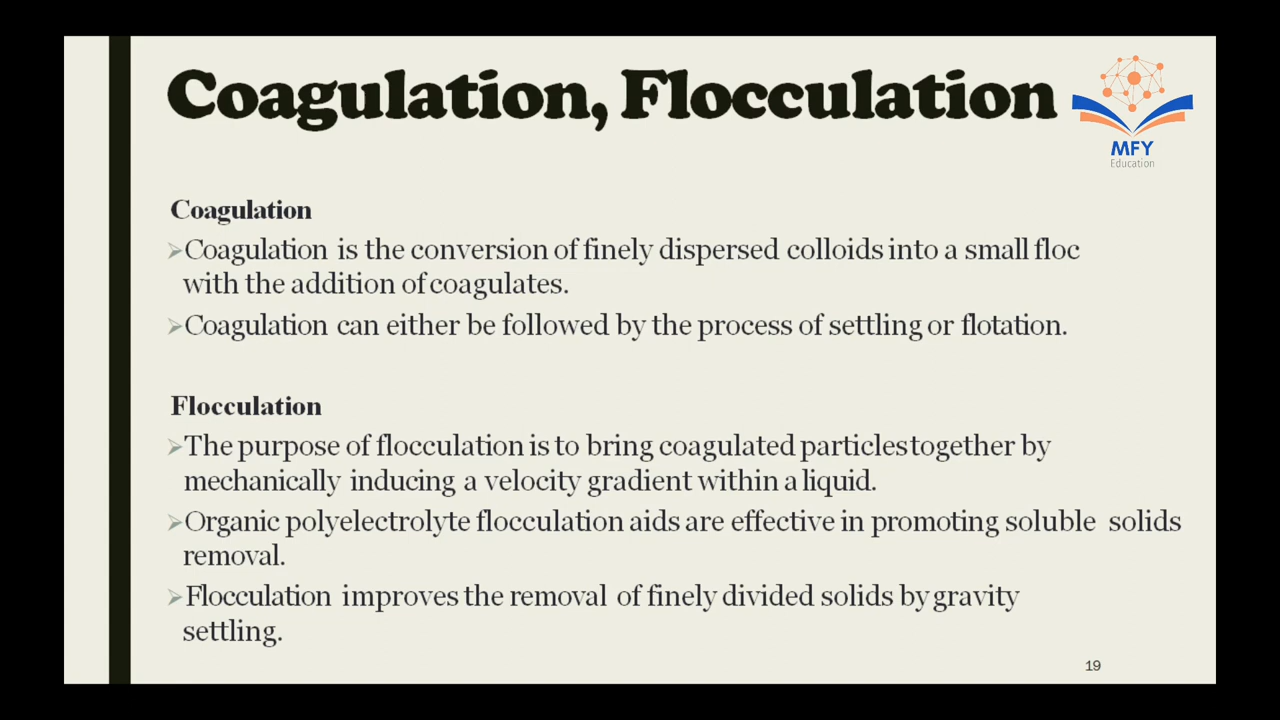 Coagulation, Flocculation
MFY
Education
Coagulation
➢Coagulation is the conversion of finely dispersed colloids into a small floc
with the addition of coagulates.
➢Coagulation can either be followed by the process of settling or flotation.
Flocculation
➢The purpose of flocculation is to bring coagulated particles together by
mechanically inducing a velocity gradient within a liquid.
➢Organic polyelectrolyte flocculation aids are effective in promoting soluble solids
removal.
➢Flocculation improves the removal of finely divided solids by gravity
settling.
19